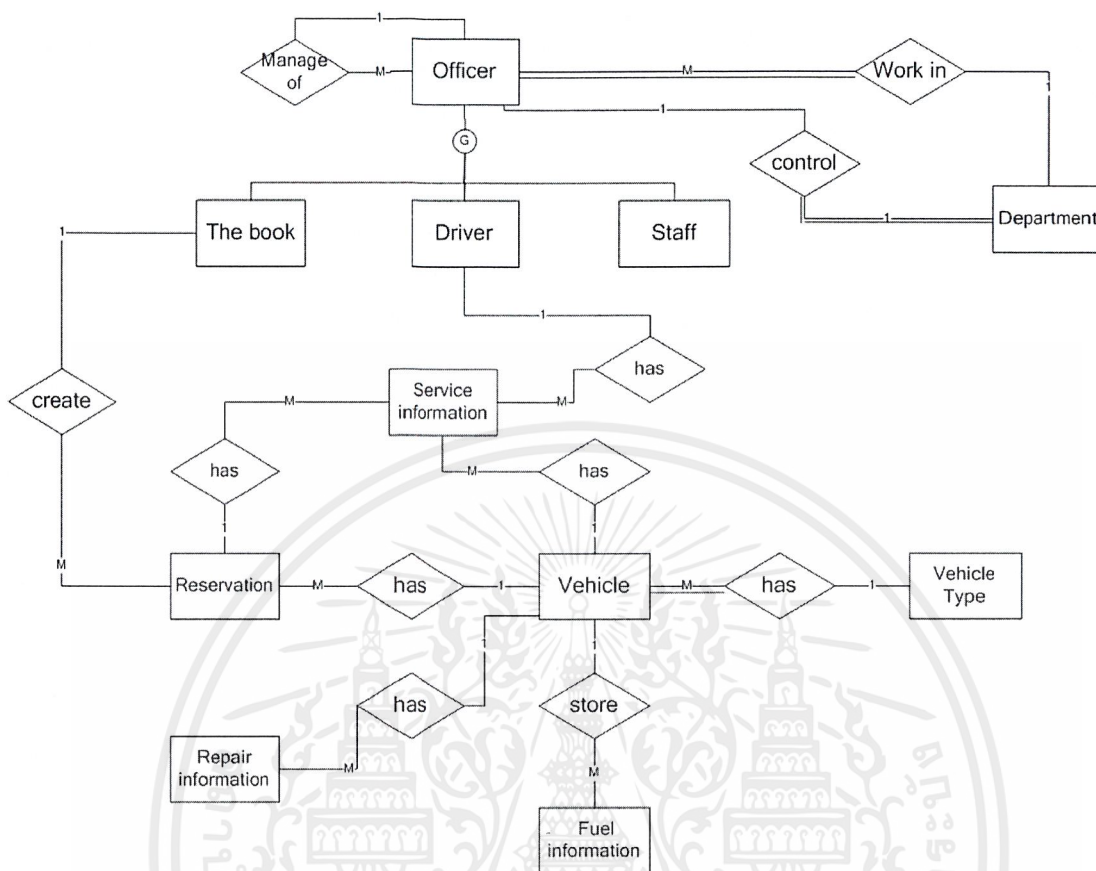 1
Manage
of
M
Officer
M
Work in
1
1
G
control
1
The book
Driver
Staff
Department
1
1
has
Service
information
M
M
create
has
M
has
1
1
M
Reservation
M
has
1
Vehicle
M
has
1
Vehicle
Type
1
1
has
store
Repair
information
M
M
Fuel
information